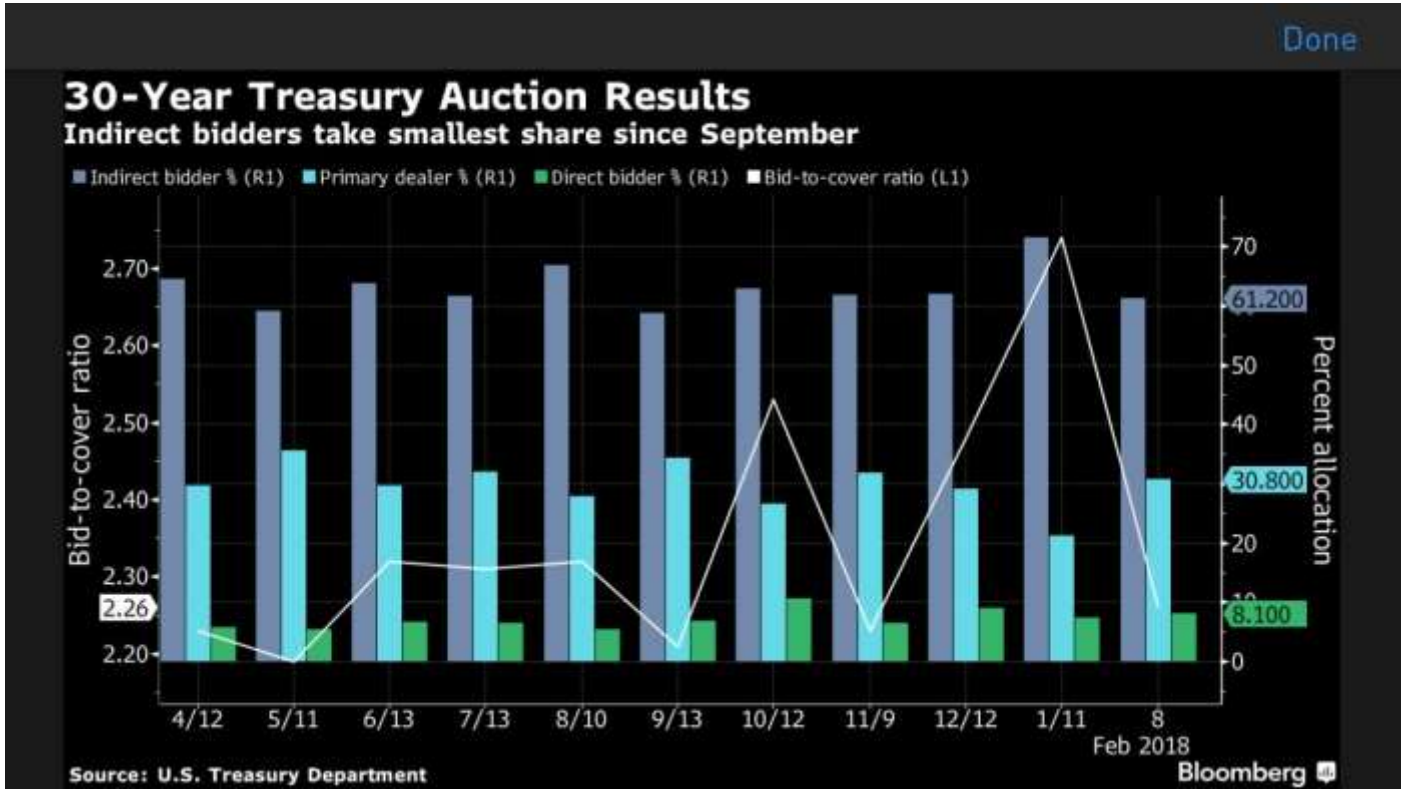 Done
30-Year Treasury Auction Results
Indirect bidders take smallest share since September
Indirect bidder % (R1) Primary dealer % (R1) Direct bidder % (R1) Bid-to-cover ratio (L1)
2.70
2.60
2.50
2.40
2.30
2.26
2.20
Bid-to-cover ratio
70
61.200
50
40
30.800
20
10
8.100
0
Percent allocation
4/12 5/11 6/13 7/13 8/10 9/13 10/12 11/9 12/12 1/11 8
Feb 2018
Source: U.S. Treasury Department
Bloomberg